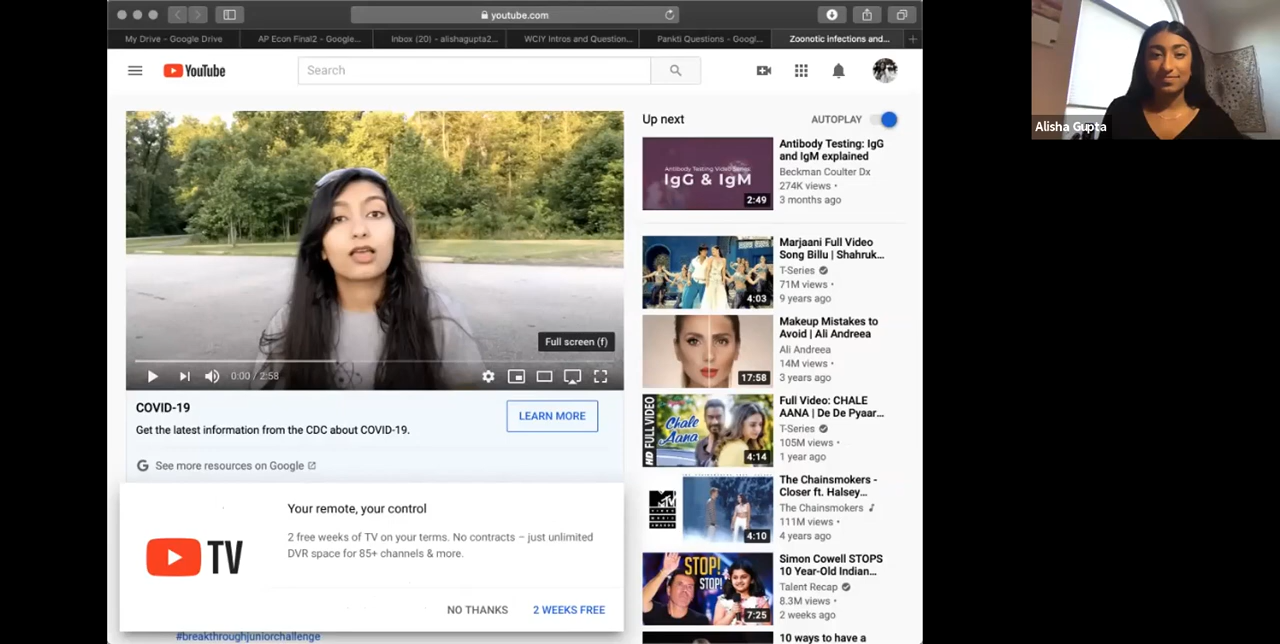 youtube.com
My Drive - Google Drive
AP Econ Final2 - Google...
Inbox (20) - alishagupta2...
WCIY Intros and Question...
Pankti Questions - Googl...
Zoonotic infections and...
YouTube
Search
Alisha Gupta
Full screen (f)
0:00 / 2:58
COVID-19
Get the latest information from the CDC about COVID-19.
LEARN MORE
See more resources on Google
TV
Your remote, your control
2 free weeks of TV on your terms. No contracts – just unlimited
DVR space for 85+ channels & more.
NO THANKS
2 WEEKS FREE
#breakthroughjuniorchallenge
Up next
AUTOPLAY
Antibody Testing Video Series
IgG & IgM
2:49
Antibody Testing: IgG
and IgM explained
Beckman Coulter Dx
274K views •
3 months ago
4:03
Marjaani Full Video
Song Billu | Shahruk...
T-Series
71M views •
9 years ago
17:58
Makeup Mistakes to
Avoid | Ali Andreea
Ali Andreea
14M views •
3 years ago
HD FULL VIDEO
Chale
Aana
4:14
Full Video: CHALE
AANA | De De Pyaar...
T-Series
105M views •
1 year ago
MTV
VIDEO
MUSIC
AWARDS
4:10
The Chainsmokers -
Closer ft. Halsey...
The Chainsmokers
111M views •
4 years ago
STOP!
STOP!
7:25
Simon Cowell STOPS
10 Year-Old Indian...
Talent Recap
8.3M views •
2 weeks ago
10 ways to have a